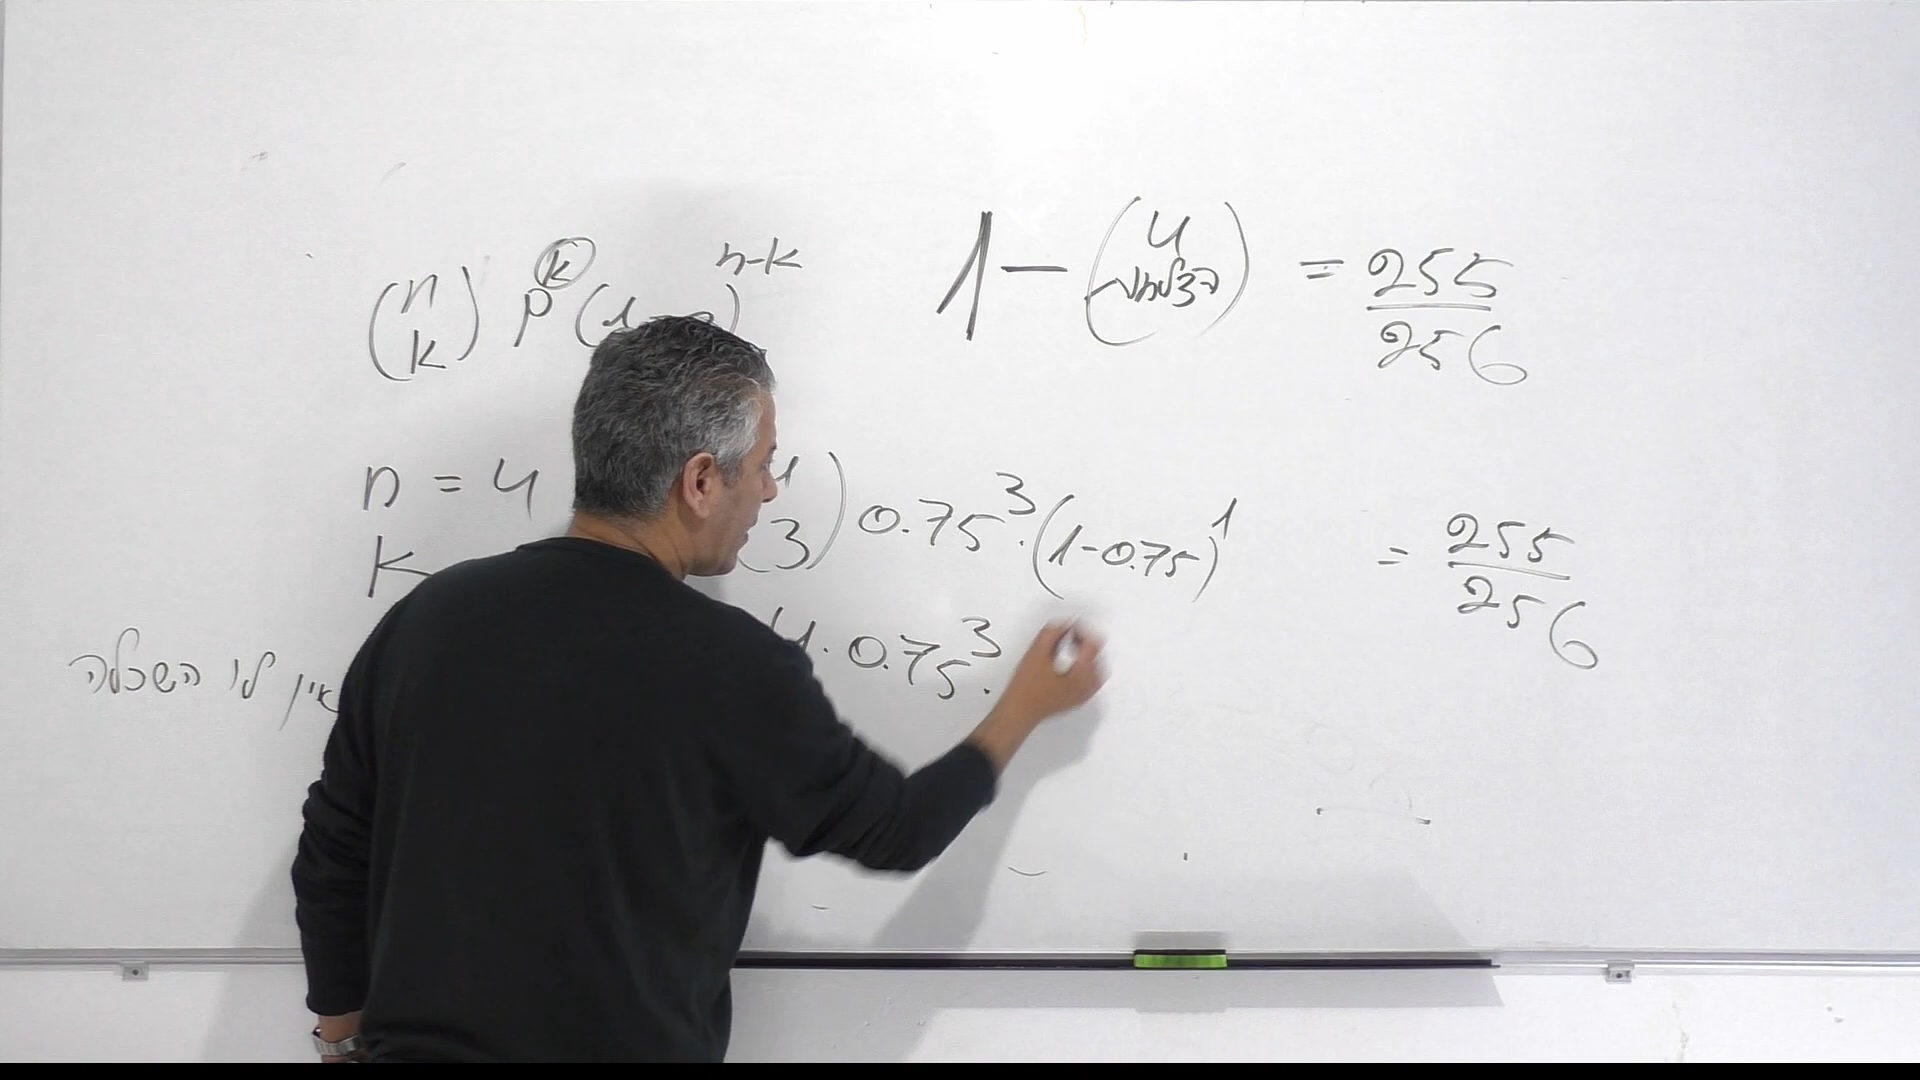 (n k) p^k (1-p)^n-k
1 - (4 הצליחו) = 255/256
n = 4
k
3) 0.75^3 · (1-0.75)^1 = 255/256
4 · 0.75^3 ·
אין לו השכלה